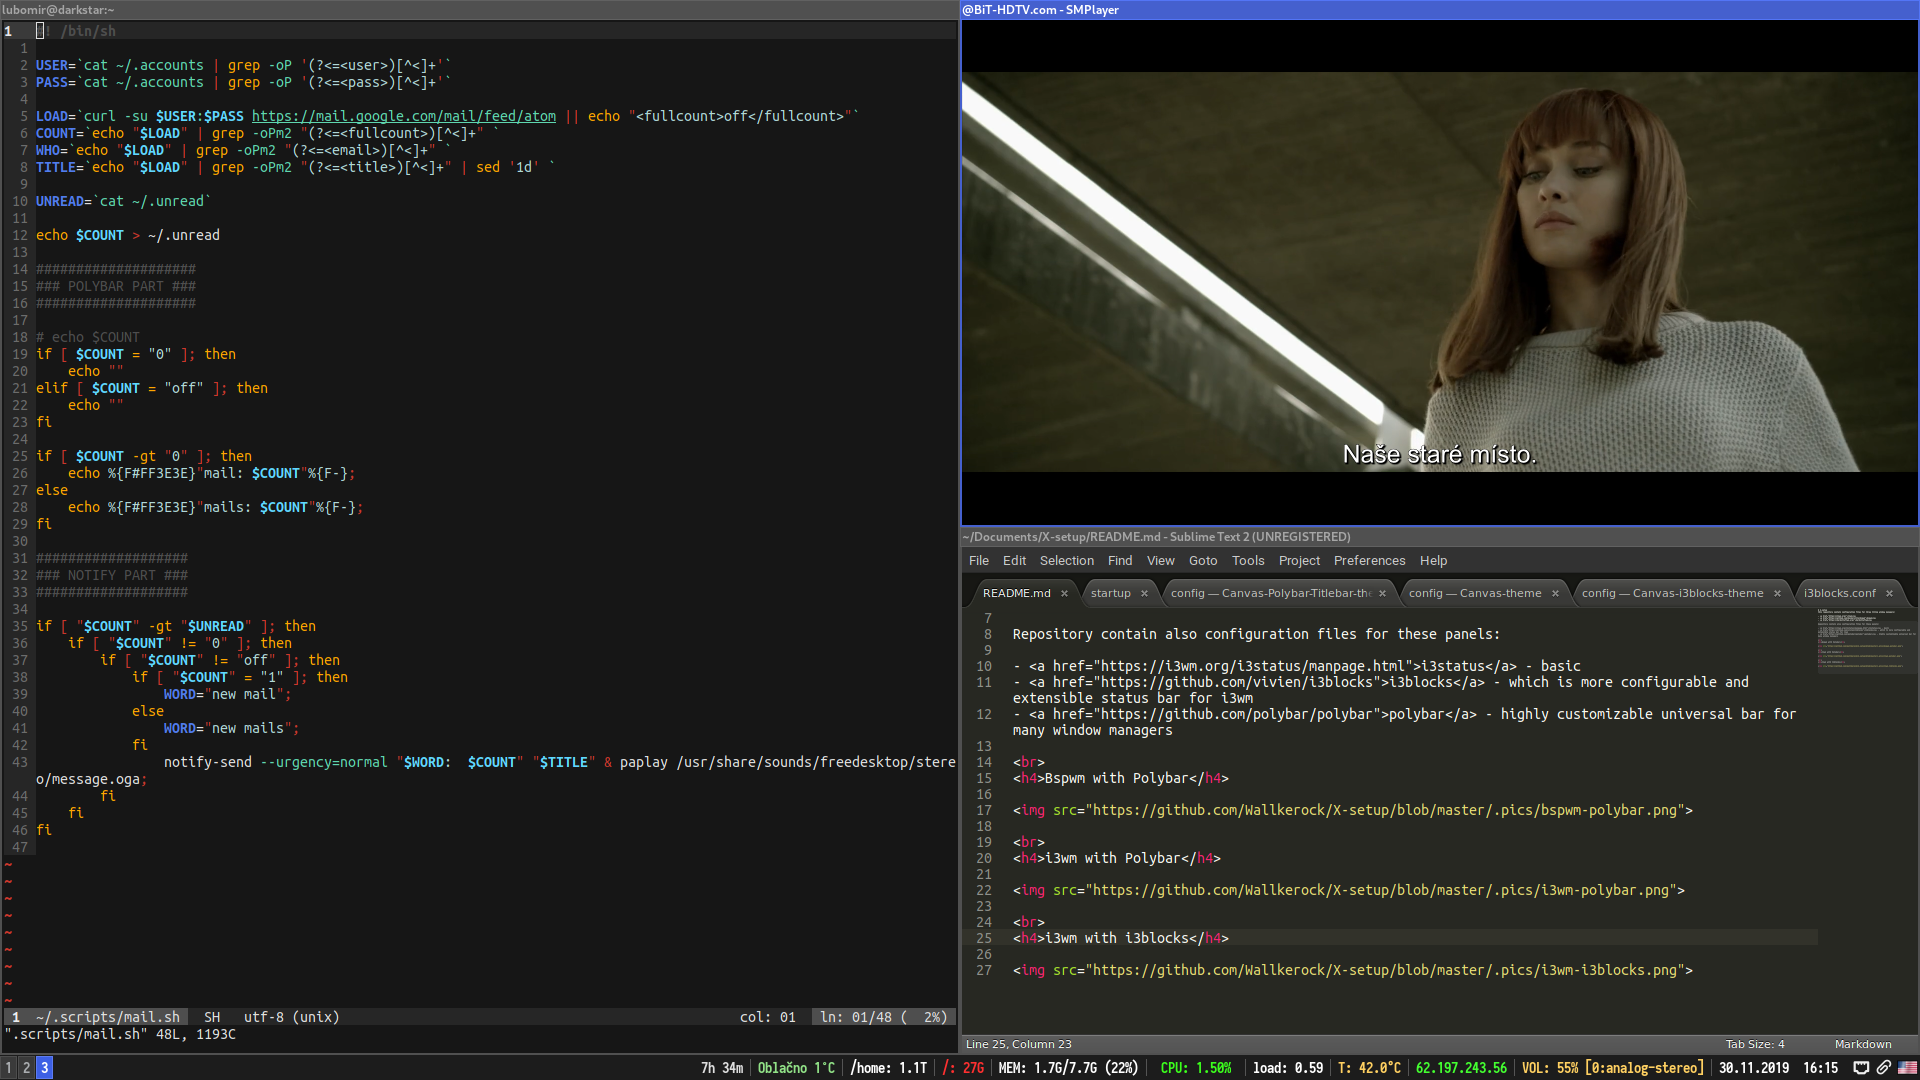 lubomir@darkstar:~
1 #! /bin/sh
1
2 USER=`cat ~/.accounts | grep -oP '(?<=<user>)[^<]+'`
3 PASS=`cat ~/.accounts | grep -oP '(?<=<pass>)[^<]+'`
4
5 LOAD=`curl -su $USER:$PASS https://mail.google.com/mail/feed/atom || echo "<fullcount>off</fullcount>"`
6 COUNT=`echo "$LOAD" | grep -oPm2 "(?<=<fullcount>)[^<]+" `
7 WHO=`echo "$LOAD" | grep -oPm2 "(?<=<email>)[^<]+" `
8 TITLE=`echo "$LOAD" | grep -oPm2 "(?<=<title>)[^<]+" | sed '1d' `
9
10 UNREAD=`cat ~/.unread`
11
12 echo $COUNT > ~/.unread
13
14 ####################
15 ### POLYBAR PART ###
16 ####################
17
18 # echo $COUNT
19 if [ $COUNT = "0" ]; then
20 echo ""
21 elif [ $COUNT = "off" ]; then
22 echo ""
23 fi
24
25 if [ $COUNT -gt "0" ]; then
26 echo %{F#FF3E3E}"mail: $COUNT"%{F-};
27 else
28 echo %{F#FF3E3E}"mails: $COUNT"%{F-};
29 fi
30
31 ###################
32 ### NOTIFY PART ###
33 ###################
34
35 if [ "$COUNT" -gt "$UNREAD" ]; then
36 if [ "$COUNT" != "0" ]; then
37 if [ "$COUNT" != "off" ]; then
38 if [ "$COUNT" = "1" ]; then
39 WORD="new mail";
40 else
41 WORD="new mails";
42 fi
43 notify-send --urgency=normal "$WORD:  $COUNT" "$TITLE" & paplay /usr/share/sounds/freedesktop/stere
o/message.oga;
44 fi
45 fi
46 fi
47
~
~
~
~
~
~
~
~
~
1 ~/.scripts/mail.sh SH utf-8 (unix) col: 01 ln: 01/48 (  2%)
".scripts/mail.sh" 48L, 1193C
@BiT-HDTV.com - SMPlayer
Naše staré místo.
~/Documents/X-setup/README.md - Sublime Text 2 (UNREGISTERED)
File Edit Selection Find View Goto Tools Project Preferences Help
README.md × startup × config — Canvas-Polybar-Titlebar-th × config — Canvas-theme × config — Canvas-i3blocks-theme × i3blocks.conf ×
7
8 Repository contain also configuration files for these panels:
9
10 - <a href="https://i3wm.org/i3status/manpage.html">i3status</a> - basic
11 - <a href="https://github.com/vivien/i3blocks">i3blocks</a> - which is more configurable and
extensible status bar for i3wm
12 - <a href="https://github.com/polybar/polybar">polybar</a> - highly customizable universal bar for
many window managers
13
14 <br>
15 <h4>Bspwm with Polybar</h4>
16
17 <img src="https://github.com/Wallkerock/X-setup/blob/master/.pics/bspwm-polybar.png">
18
19 <br>
20 <h4>i3wm with Polybar</h4>
21
22 <img src="https://github.com/Wallkerock/X-setup/blob/master/.pics/i3wm-polybar.png">
23
24 <br>
25 <h4>i3wm with i3blocks</h4>
26
27 <img src="https://github.com/Wallkerock/X-setup/blob/master/.pics/i3wm-i3blocks.png">
Line 25, Column 23 Tab Size: 4 Markdown
1 2 3 7h 34m Oblačno 1°C /home: 1.1T /: 27G MEM: 1.7G/7.7G (22%) CPU: 1.50% load: 0.59 T: 42.0°C 62.197.243.56 VOL: 55% [0:analog-stereo] 30.11.2019 16:15